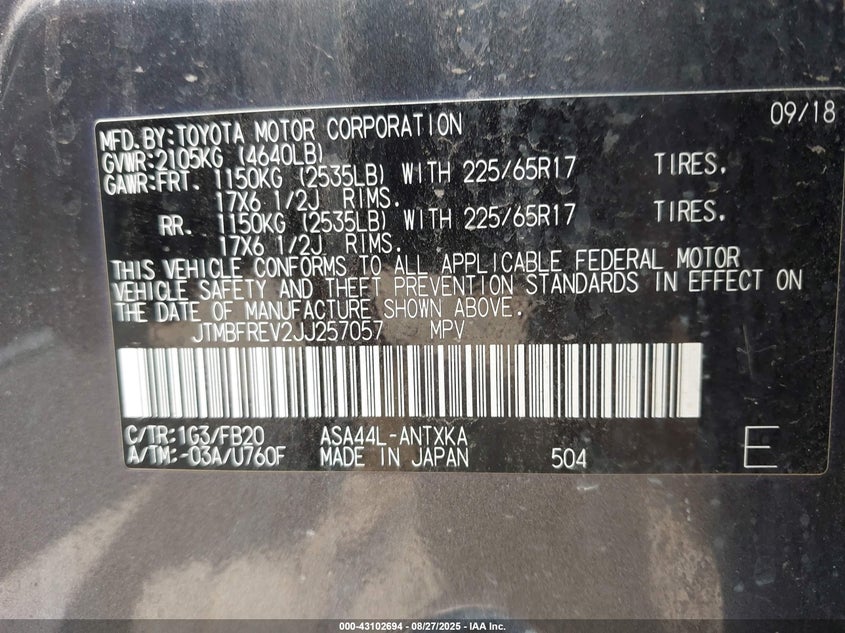 09/18
MFD.BY:TOYOTA MOTOR CORPORATION
GVWR:2105KG (4640LB)
GAWR:FRT. 1150KG (2535LB) WITH 225/65R17 TIRES.
17X6 1/2J RIMS.
RR. 1150KG (2535LB) WITH 225/65R17 TIRES.
17X6 1/2J RIMS.
THIS VEHICLE CONFORMS TO ALL APPLICABLE FEDERAL MOTOR
VEHICLE SAFETY AND THEFT PREVENTION STANDARDS IN EFFECT ON
THE DATE OF MANUFACTURE SHOWN ABOVE.
JTMBFREV2JJ257057 MPV
C/TR:1G3/FB20 ASA44L-ANTXKA
A/TM:-03A/U760F MADE IN JAPAN 504 E
000-43102694 - 08/27/2025 - IAA Inc.